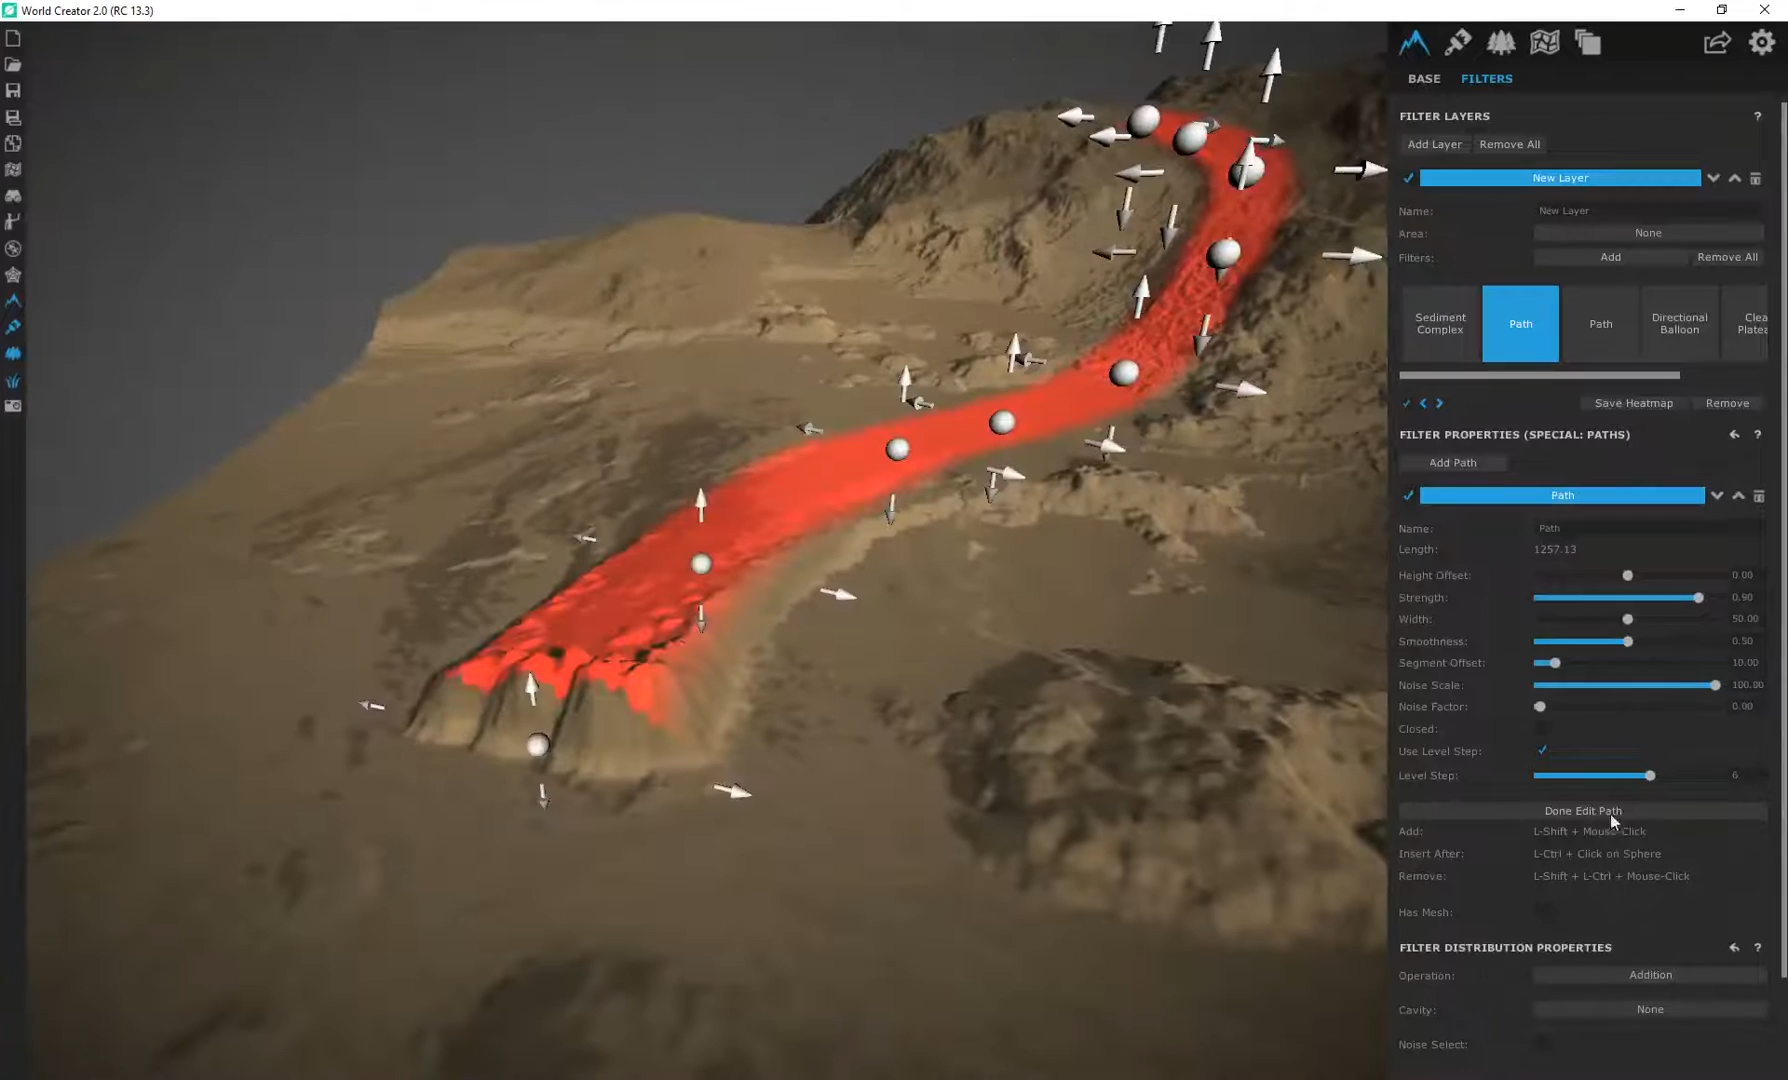 World Creator 2.0 (RC 13.3)
BASE FILTERS
FILTER LAYERS ?
Add Layer Remove All
New Layer
Name: New Layer
Area: None
Filters: Add Remove All
Sediment Complex
Path
Path
Directional Balloon
Clea
Platea
Save Heatmap Remove
FILTER PROPERTIES (SPECIAL: PATHS) ?
Add Path
Path
Name: Path
Length: 1257.13
Height Offset: 0.00
Strength: 0.90
Width: 50.00
Smoothness: 0.50
Segment Offset: 10.00
Noise Scale: 100.00
Noise Factor: 0.00
Closed:
Use Level Step:
Level Step: 6
Done Edit Path
Add: L-Shift + Mouse-Click
Insert After: L-Ctrl + Click on Sphere
Remove: L-Shift + L-Ctrl + Mouse-Click
Has Mesh:
FILTER DISTRIBUTION PROPERTIES ?
Operation: Addition
Cavity: None
Noise Select: